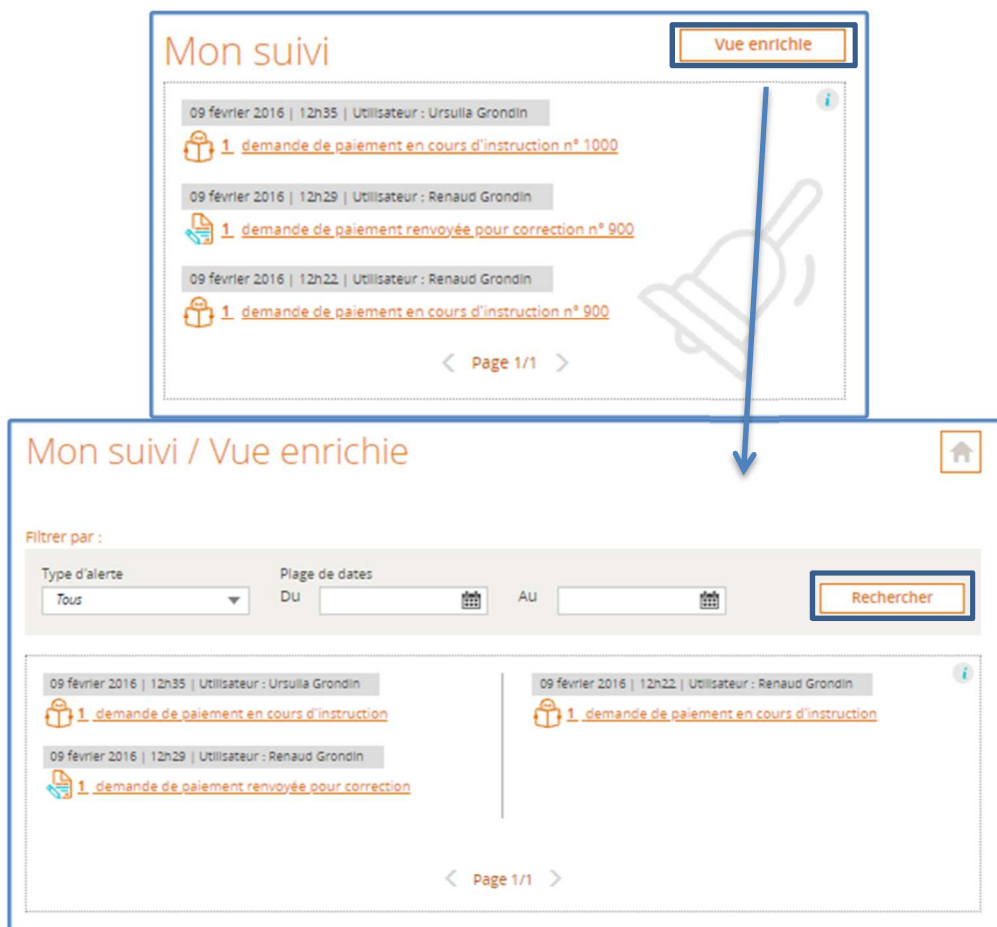 Mon suivi
Vue enrichie
09 février 2016 | 12h35 | Utilisateur : Ursulla Grondin
1 demande de paiement en cours d'instruction n° 1000
09 février 2016 | 12h29 | Utilisateur : Renaud Grondin
1 demande de paiement renvoyée pour correction n° 900
09 février 2016 | 12h22 | Utilisateur : Renaud Grondin
1 demande de paiement en cours d'instruction n° 900
Page 1/1
Mon suivi / Vue enrichie
Filtrer par :
Type d'alerte
Tous
Plage de dates
Du
Au
Rechercher
09 février 2016 | 12h35 | Utilisateur : Ursulla Grondin
1 demande de paiement en cours d'instruction
09 février 2016 | 12h29 | Utilisateur : Renaud Grondin
1 demande de paiement renvoyée pour correction
09 février 2016 | 12h22 | Utilisateur : Renaud Grondin
1 demande de paiement en cours d'instruction
Page 1/1